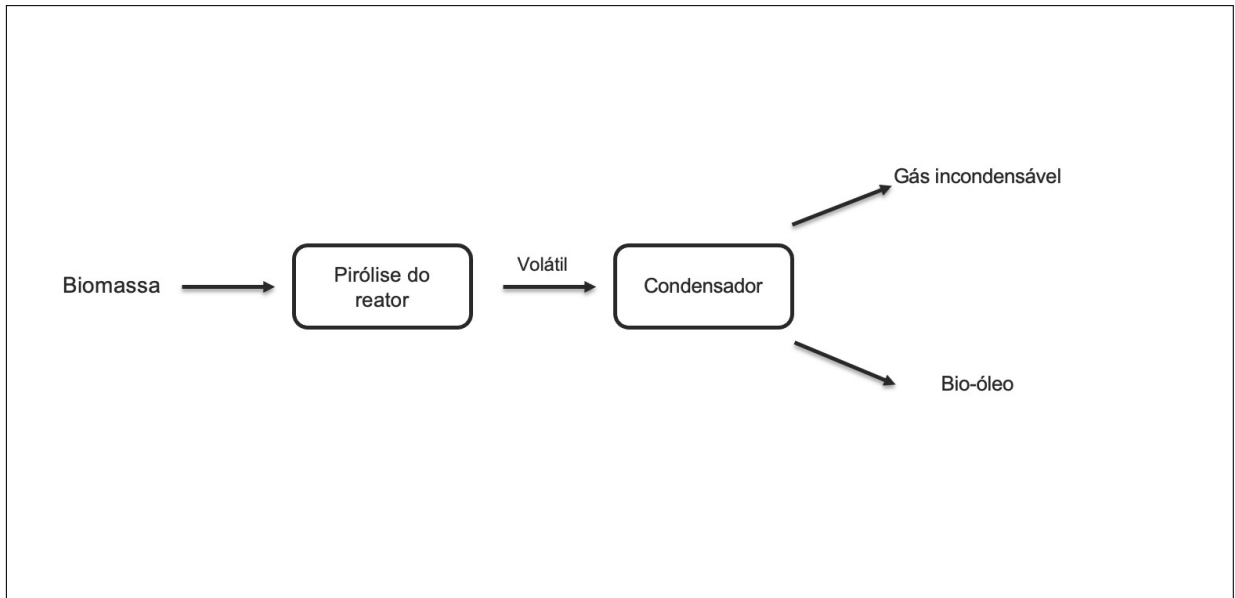 Gás incondensável
Biomassa
Pirólise do
reator
Volátil
Condensador
Bio-óleo